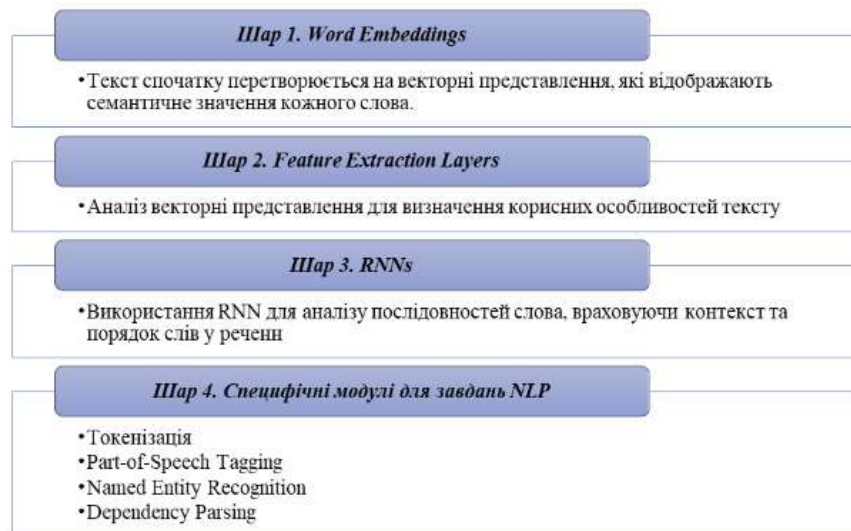 Шар 1. Word Embeddings
•Текст спочатку перетворюється на векторні представлення, які відображають
семантичне значення кожного слова.
Шар 2. Feature Extraction Layers
•Аналіз векторні представлення для визначення корисних особливостей тексту
Шар 3. RNNs
•Використання RNN для аналізу послідовностей слова, враховуючи контекст та
порядок слів у реченн
Шар 4. Специфічні модулі для завдань NLP
•Токенізація
•Part-of-Speech Tagging
•Named Entity Recognition
•Dependency Parsing